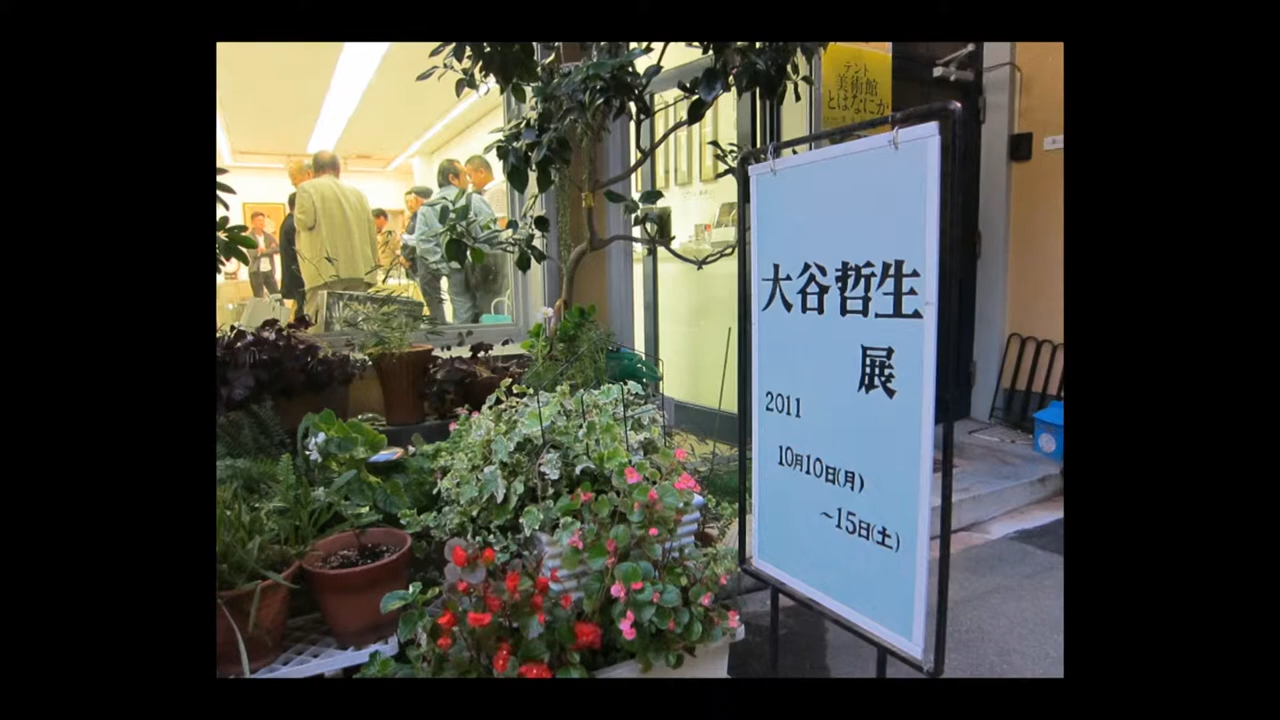 テント
美術館
とはなにか
大谷哲生
展
2011
10月10日(月)
~15日(土)